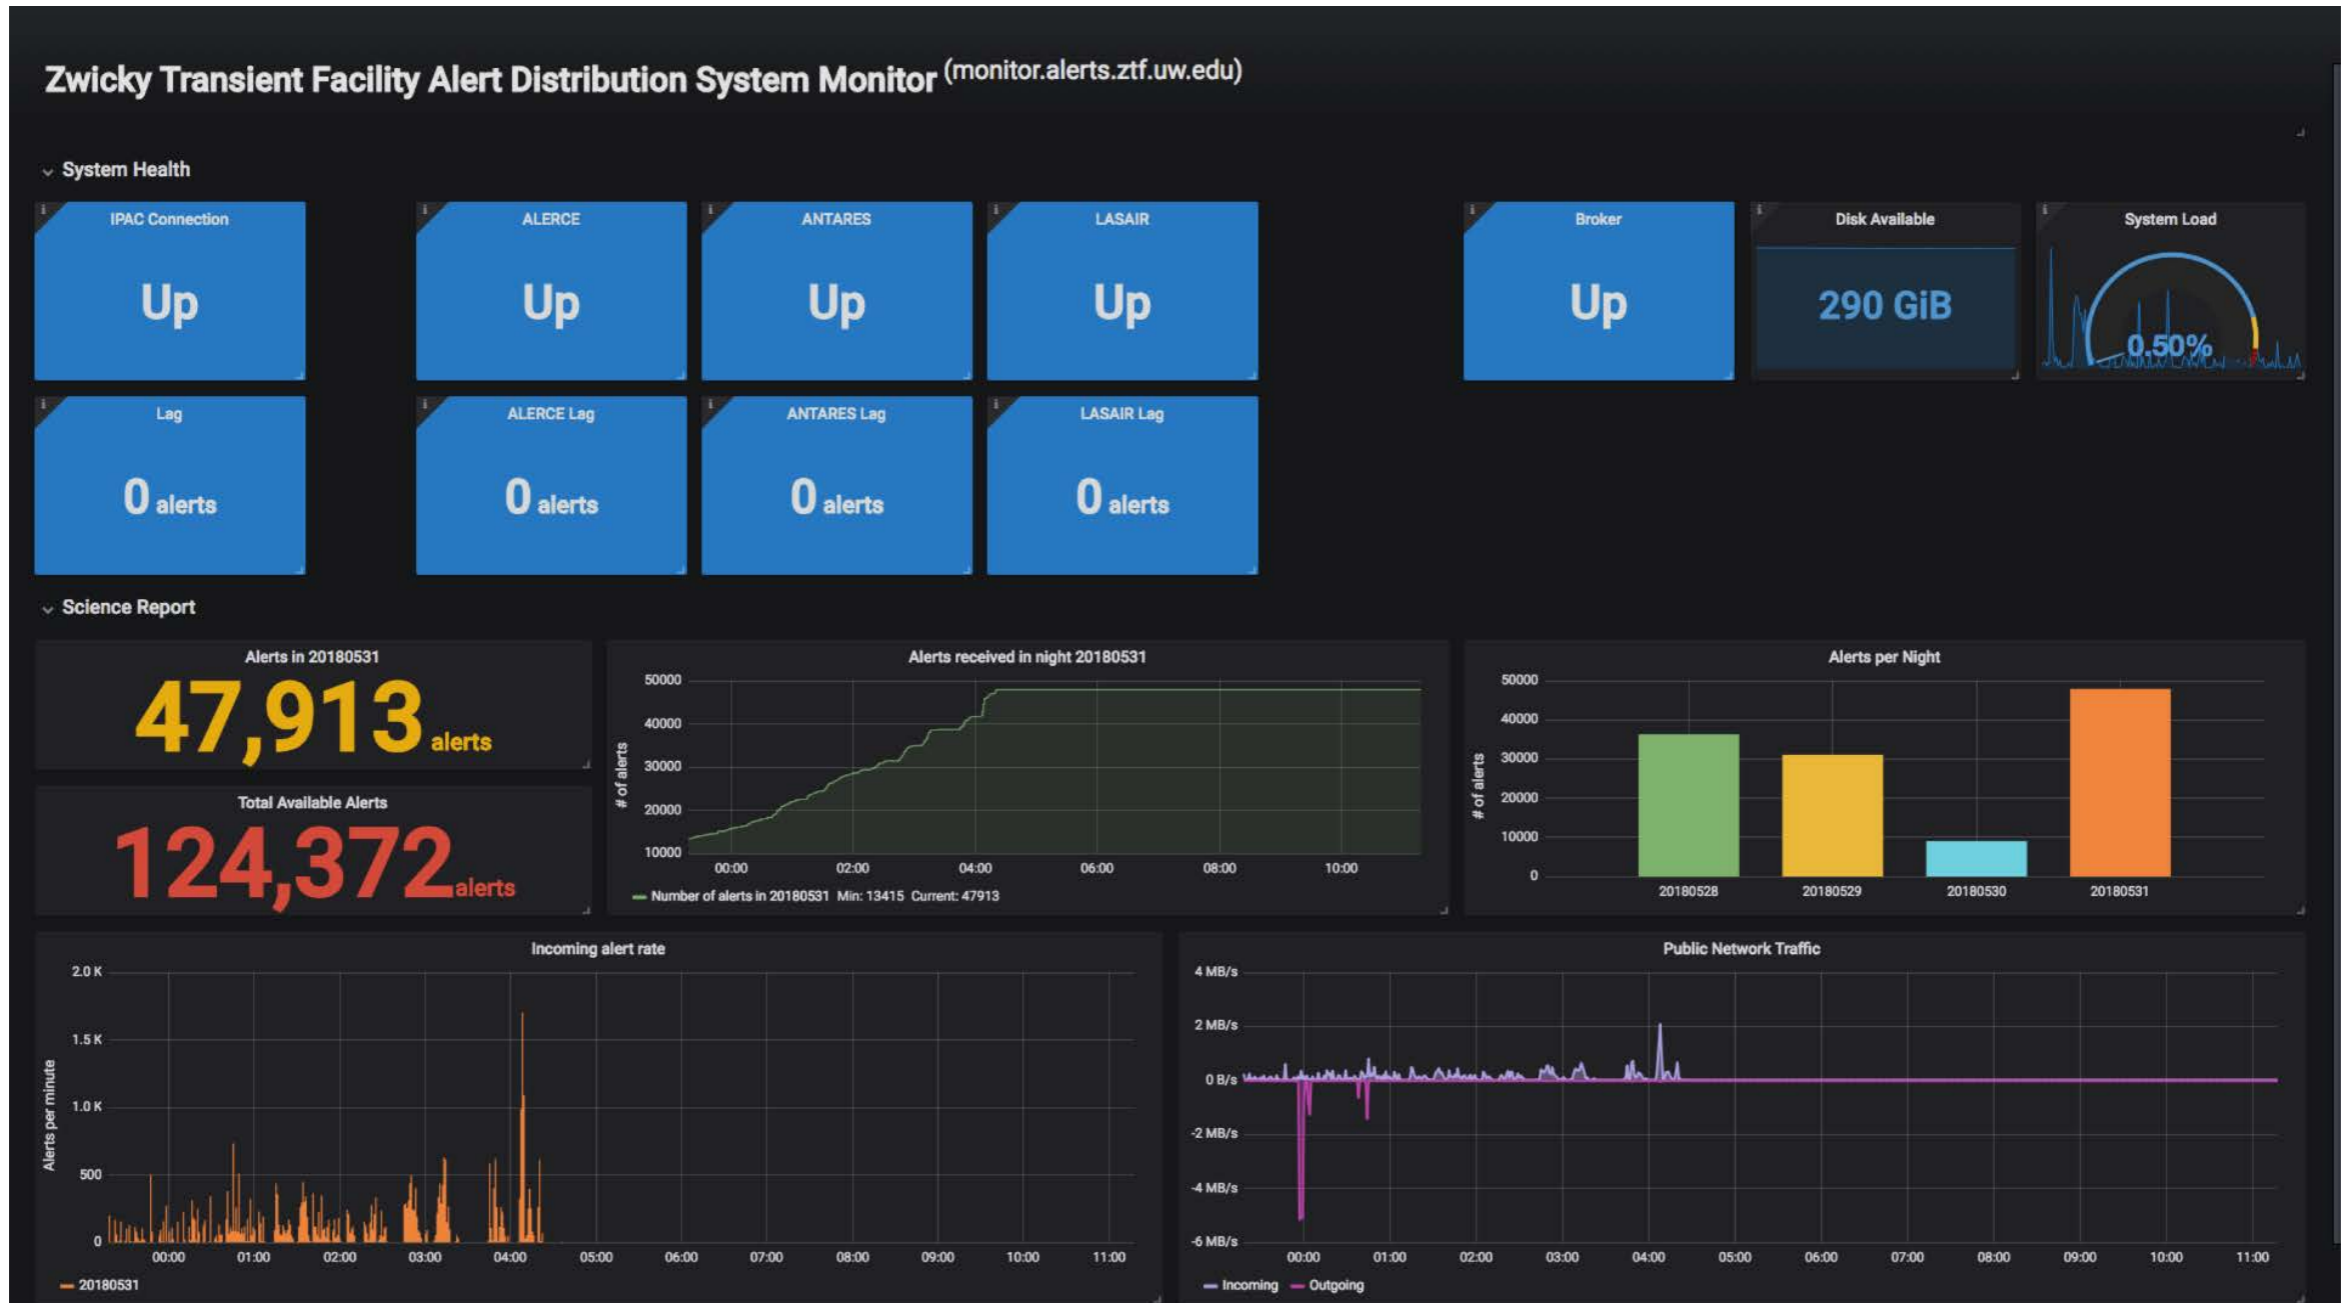 Zwicky Transient Facility Alert Distribution System Monitor (monitor.alerts.ztf.uw.edu)
System Health
IPAC Connection
Up
ALERCE
Up
ANTARES
Up
LASAIR
Up
Broker
Up
Disk Available
290 GiB
System Load
0.50%
Lag
0 alerts
ALERCE Lag
0 alerts
ANTARES Lag
0 alerts
LASAIR Lag
0 alerts
Science Report
Alerts in 20180531
47,913 alerts
Total Available Alerts
124,372 alerts
Alerts received in night 20180531
# of alerts
50000
40000
30000
20000
10000
00:00 02:00 04:00 06:00 08:00 10:00
Number of alerts in 20180531 Min: 13415 Current: 47913
Alerts per Night
# of alerts
50000
40000
30000
20000
10000
0
20180528 20180529 20180530 20180531
Incoming alert rate
Alerts per minute
2.0 K
1.5 K
1.0 K
500
0
00:00 01:00 02:00 03:00 04:00 05:00 06:00 07:00 08:00 09:00 10:00 11:00
20180531
Public Network Traffic
4 MB/s
2 MB/s
0 B/s
-2 MB/s
-4 MB/s
-6 MB/s
00:00 01:00 02:00 03:00 04:00 05:00 06:00 07:00 08:00 09:00 10:00 11:00
Incoming Outgoing